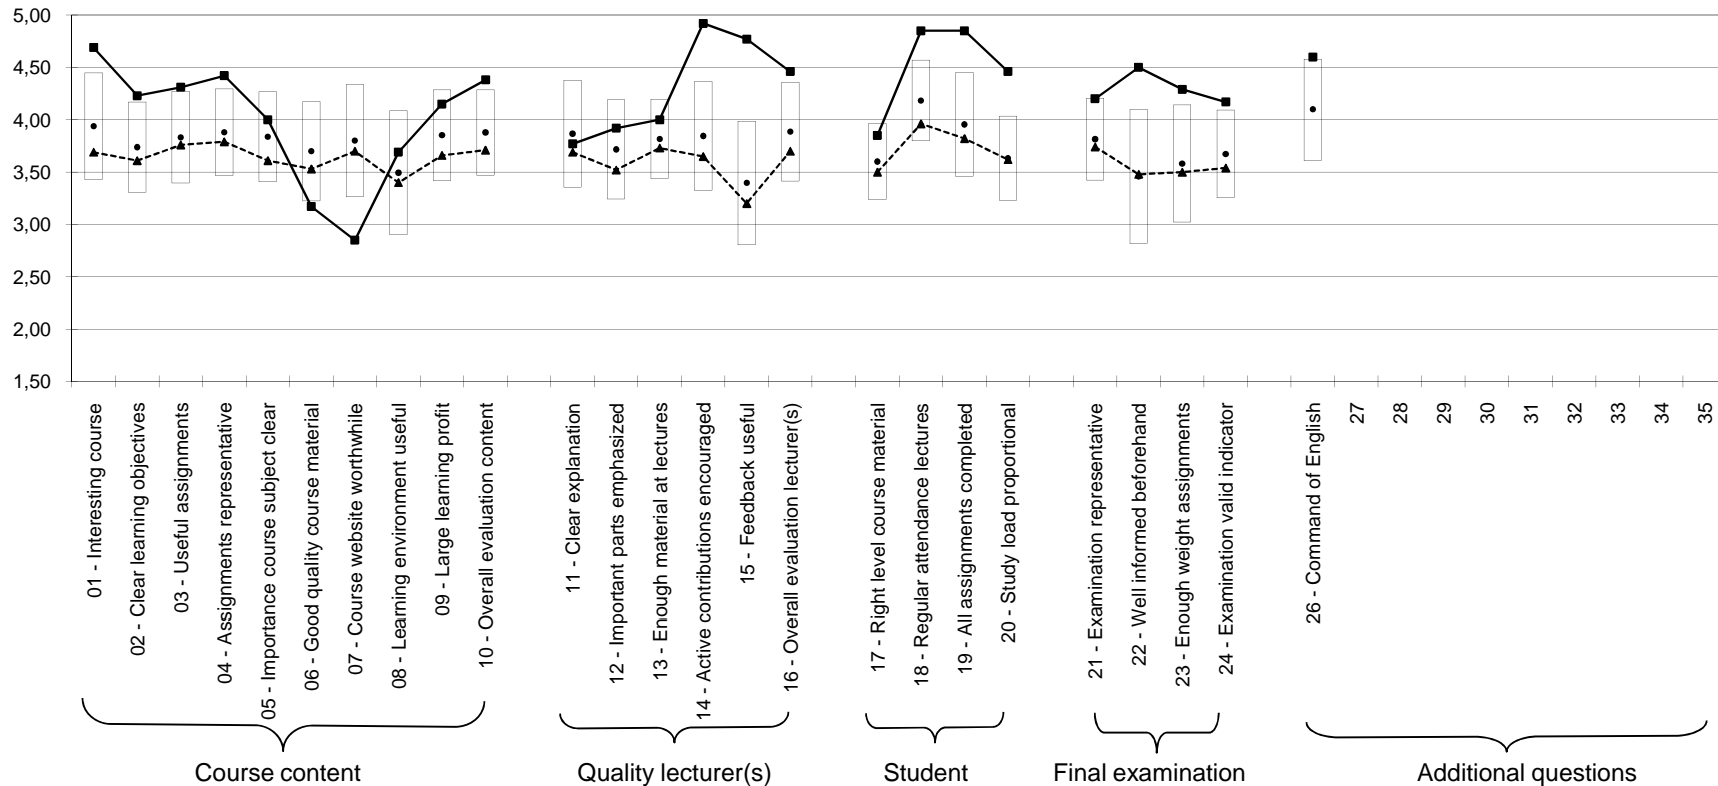 5,00
4,50
4,00
3,50
3,00
2,50
2,00
1,50
01 - Interesting course
02 - Clear learning objectives
03 - Useful assignments
04 - Assignments representative
05 - Importance course subject clear
06 - Good quality course material
07 - Course website worthwhile
08 - Learning environment useful
09 - Large learning profit
10 - Overall evaluation content
11 - Clear explanation
12 - Important parts emphasized
13 - Enough material at lectures
14 - Active contributions encouraged
15 - Feedback useful
16 - Overall evaluation lecturer(s)
17 - Right level course material
18 - Regular attendance lectures
19 - All assignments completed
20 - Study load proportional
21 - Examination representative
22 - Well informed beforehand
23 - Enough weight assignments
24 - Examination valid indicator
26 - Command of English
27
28
29
30
31
32
33
34
35
Course content
Quality lecturer(s)
Student
Final examination
Additional questions